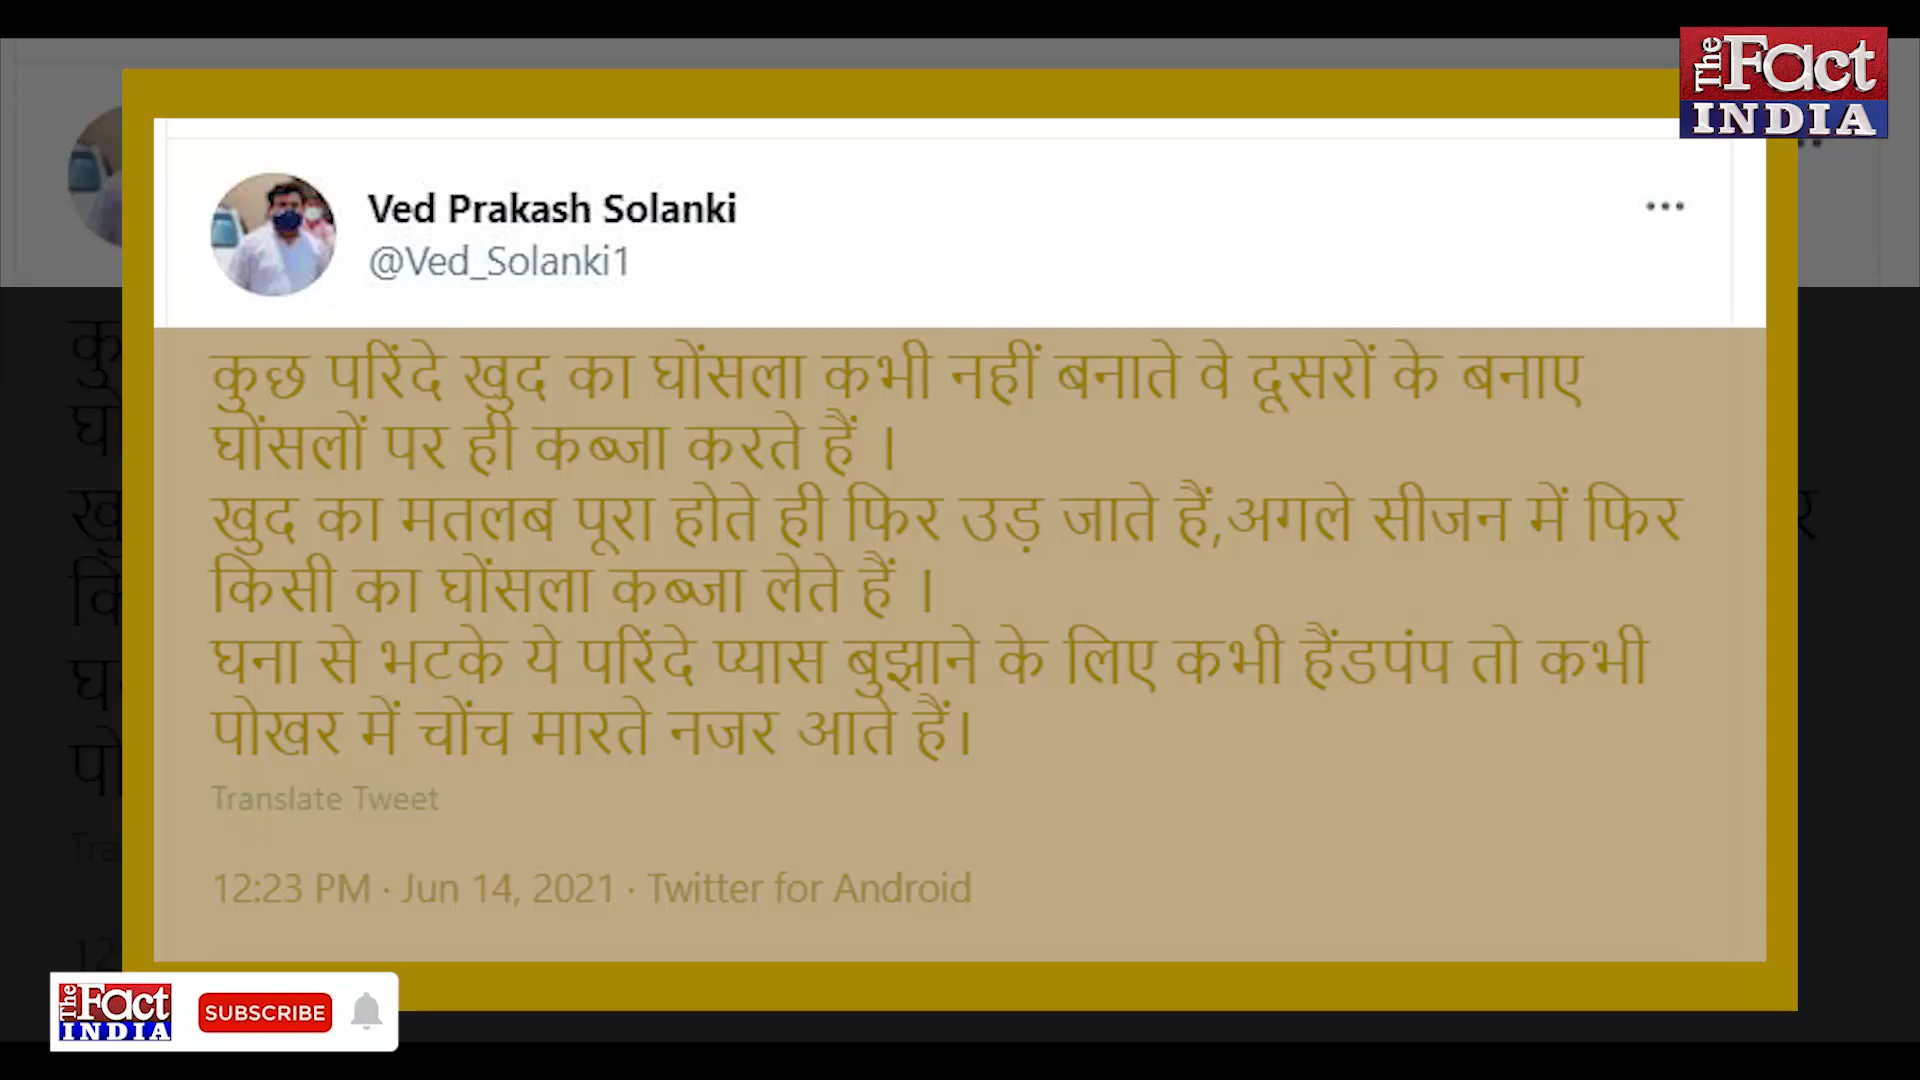 The Fact
INDIA
Ved Prakash Solanki
@Ved_Solanki1
कुछ परिंदे खुद का घोंसला कभी नहीं बनाते वे दूसरों के बनाए
घोंसलों पर ही कब्जा करते हैं ।
खुद का मतलब पूरा होते ही फिर उड़ जाते हैं,अगले सीजन में फिर
किसी का घोंसला कब्जा लेते हैं ।
घना से भटके ये परिंदे प्यास बुझाने के लिए कभी हैंडपंप तो कभी
पोखर में चोंच मारते नजर आते हैं।
Translate Tweet
12:23 PM · Jun 14, 2021 · Twitter for Android
The Fact
INDIA
SUBSCRIBE